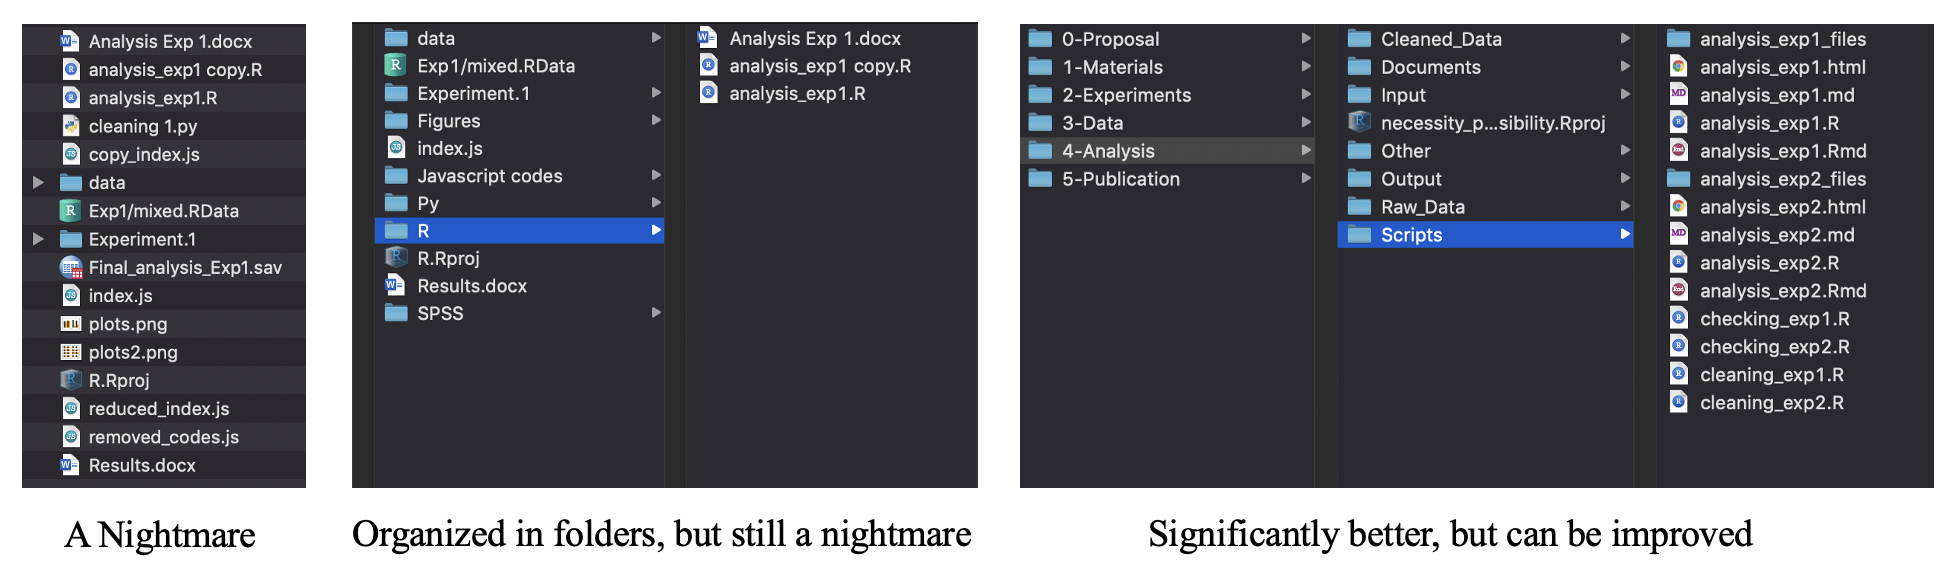 Analysis Exp 1.docx
analysis_exp1 copy.R
analysis_exp1.R
cleaning 1.py
copy_index.js
data
Exp1/mixed.RData
Experiment.1
Final_analysis_Exp1.sav
index.js
plots.png
plots2.png
R.Rproj
reduced_index.js
removed_codes.js
Results.docx
A Nightmare
data
Exp1/mixed.RData
Experiment.1
Figures
index.js
Javascript codes
Py
R
R.Rproj
Results.docx
SPSS
Analysis Exp 1.docx
analysis_exp1 copy.R
analysis_exp1.R
Organized in folders, but still a nightmare
0-Proposal
1-Materials
2-Experiments
3-Data
4-Analysis
5-Publication
Cleaned_Data
Documents
Input
necessity_p...sibility.Rproj
Other
Output
Raw_Data
Scripts
analysis_exp1_files
analysis_exp1.html
analysis_exp1.md
analysis_exp1.R
analysis_exp1.Rmd
analysis_exp2_files
analysis_exp2.html
analysis_exp2.md
analysis_exp2.R
analysis_exp2.Rmd
checking_exp1.R
checking_exp2.R
cleaning_exp1.R
cleaning_exp2.R
Significantly better, but can be improved